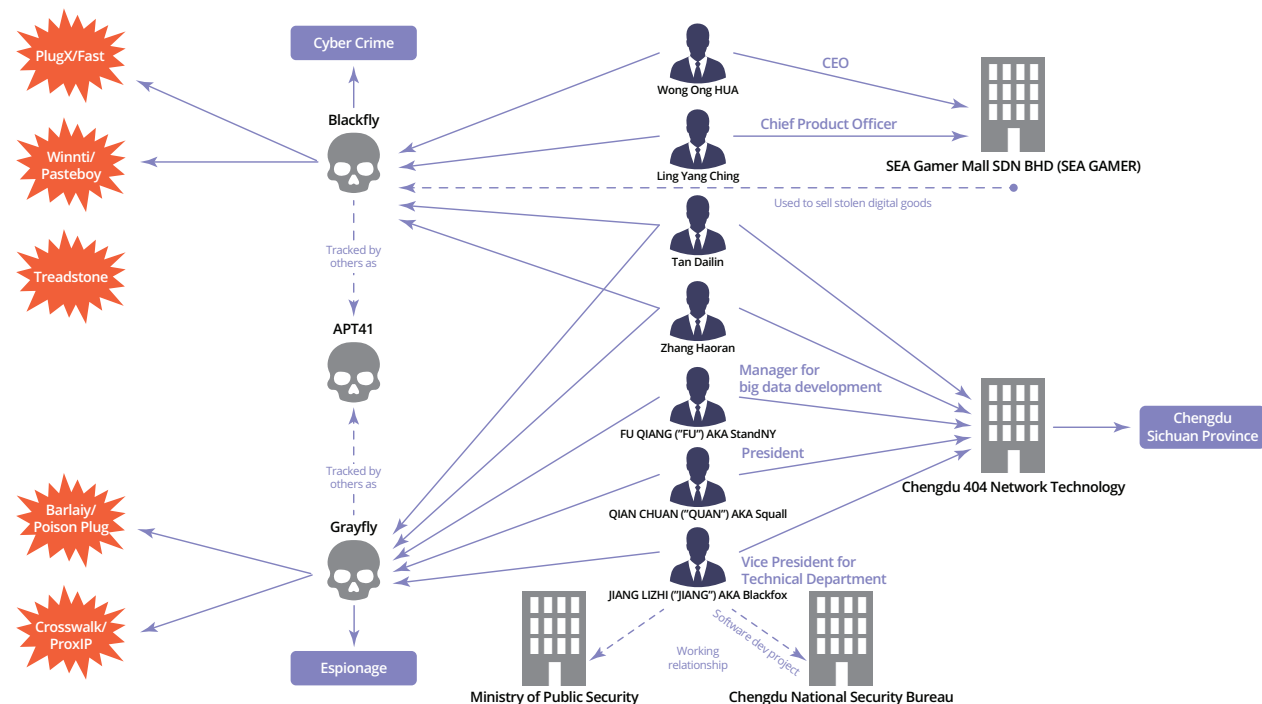 PlugX/Fast
Cyber Crime
Wong Ong HUA
CEO
Blackfly
Chief Product Officer
Winnti/
Pasteboy
Ling Yang Ching
SEA Gamer Mall SDN BHD (SEA GAMER)
Used to sell stolen digital goods
Tracked by
others as
Tan Dailin
Treadstone
APT41
Zhang Haoran
Manager for
big data development
FU QIANG (“FU”) AKA StandNY
Chengdu
Sichuan Province
President
Tracked by
others as
Chengdu 404 Network Technology
QIAN CHUAN (“QUAN”) AKA Squall
Barlaiy/
Poison Plug
Grayfly
Vice President for
Technical Department
JIANG LIZHI (“JIANG”) AKA Blackfox
Crosswalk/
ProxIP
Software dev project
Working
relationship
Espionage
Ministry of Public Security
Chengdu National Security Bureau